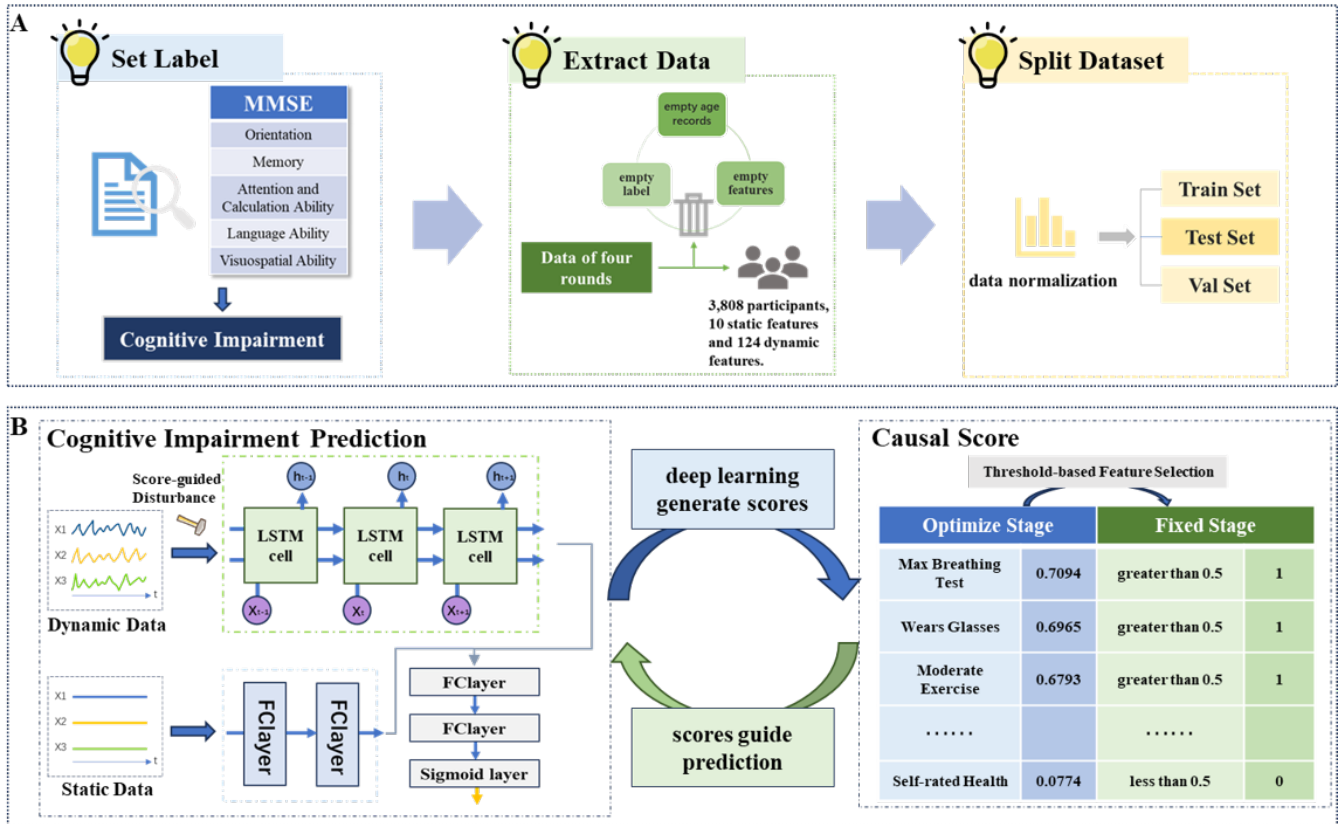 A
Set Label
MMSE
Orientation
Memory
Attention and
Calculation Ability
Language Ability
Visuospatial Ability
Cognitive Impairment
Extract Data
empty age
records
empty
label
empty
features
Data of four
rounds
3,808 participants,
10 static features
and 124 dynamic
features.
Split Dataset
data normalization
Train Set
Test Set
Val Set
B
Cognitive Impairment Prediction
Score-guided
Disturbance
X1
X2
X3
t
Dynamic Data
ht-1
ht
ht+1
LSTM
cell
LSTM
cell
LSTM
cell
Xt-1
Xt
Xt+1
X1
X2
X3
t
Static Data
FClayer
FClayer
FClayer
FClayer
Sigmoid layer
deep learning
generate scores
scores guide
prediction
Causal Score
Threshold-based Feature Selection
Optimize Stage Fixed Stage
Max Breathing
Test 0.7094 greater than 0.5 1
Wears Glasses 0.6965 greater than 0.5 1
Moderate
Exercise 0.6793 greater than 0.5 1
...... ......
Self-rated Health 0.0774 less than 0.5 0